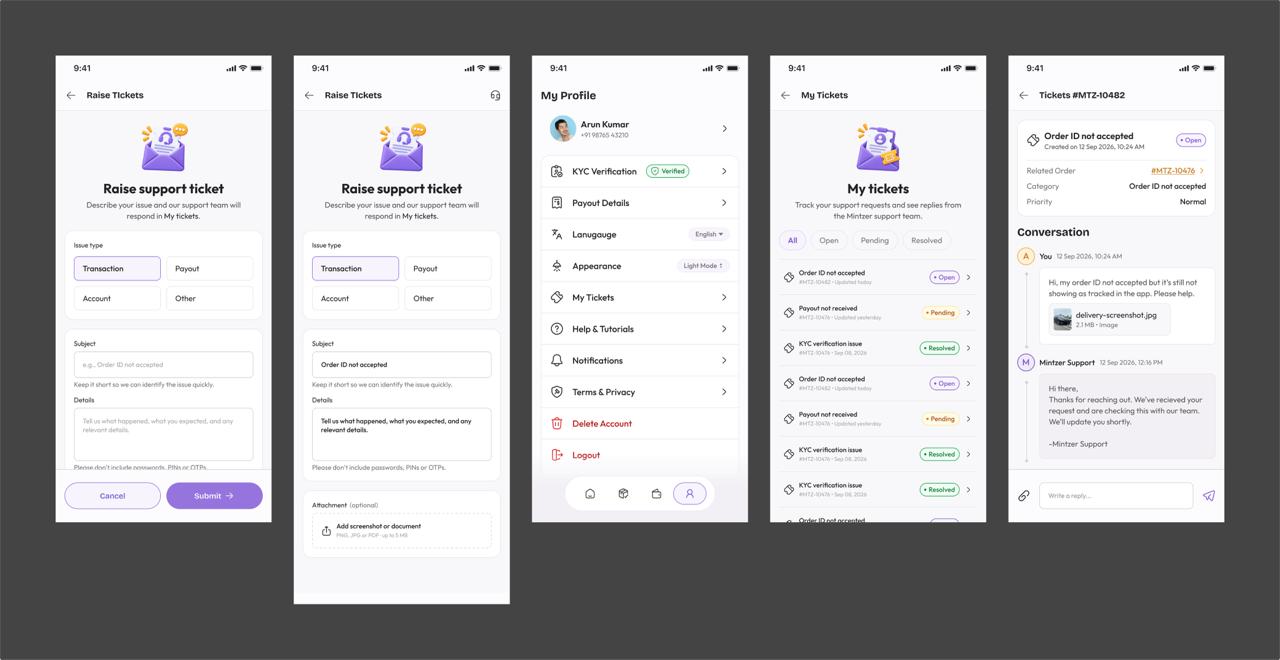 9:41
Raise Tickets
Raise support ticket
Describe your issue and our support team will
respond in My tickets.
Issue type
Transaction
Payout
Account
Other
Subject
e.g., Order ID not accepted
Keep it short so we can identify the issue quickly.
Details
Tell us what happened, what you expected, and any
relevant details.
Please don't include passwords, PINs or OTPs.
Cancel
Submit
9:41
Raise Tickets
Raise support ticket
Describe your issue and our support team will
respond in My tickets.
Issue type
Transaction
Payout
Account
Other
Subject
Order ID not accepted
Keep it short so we can identify the issue quickly.
Details
Tell us what happened, what you expected, and any
relevant details.
Please don't include passwords, PINs or OTPs.
Attachment (optional)
Add screenshot or document
PNG, JPG or PDF · up to 5 MB
9:41
My Profile
Arun Kumar
+91 98765 43210
KYC Verification Verified
Payout Details
Lanugauge English
Appearance Light Mode
My Tickets
Help & Tutorials
Notifications
Terms & Privacy
Delete Account
Logout
9:41
My Tickets
My tickets
Track your support requests and see replies from
the Mintzer support team.
All Open Pending Resolved
Order ID not accepted
#MTZ-10482 • Updated today
• Open
Payout not received
#MTZ-10476 • Updated yesterday
• Pending
KYC verification issue
#MTZ-10476 • Sep 08, 2026
• Resolved
Order ID not accepted
#MTZ-10482 • Updated today
• Open
Payout not received
#MTZ-10476 • Updated yesterday
• Pending
KYC verification issue
#MTZ-10476 • Sep 08, 2026
• Resolved
KYC verification issue
#MTZ-10476 • Sep 08, 2026
• Resolved
Order ID not accepted
9:41
Tickets #MTZ-10482
Order ID not accepted
Created on 12 Sep 2026, 10:24 AM
• Open
Related Order #MTZ-10476
Category Order ID not accepted
Priority Normal
Conversation
A
You 12 Sep 2026, 10:24 AM
Hi, my order ID not accepted but it's still not
showing as tracked in the app. Please help.
delivery-screenshot.jpg
2.1 MB • Image
M
Mintzer Support 12 Sep 2026, 12:16 PM
Hi there,
Thanks for reaching out. We've recieved your
request and are checking this with our team.
We'll update you shortly.
-Mintzer Support
Write a reply...